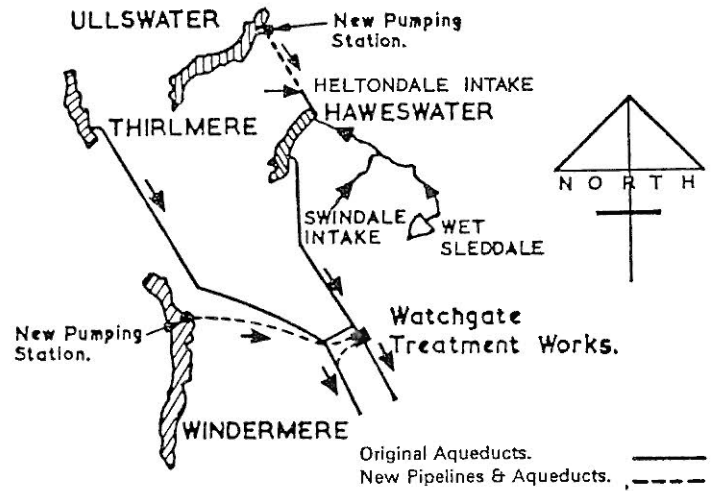 ULLSWATER
New Pumping
Station.
HELTONDALE INTAKE
THIRLMERE
HAWESWATER
NORTH
SWINDALE
INTAKE
WET
SLEDDALE
New Pumping
Station.
Watchgate
Treatment Works.
WINDERMERE
Original Aqueducts.
New Pipelines & Aqueducts.